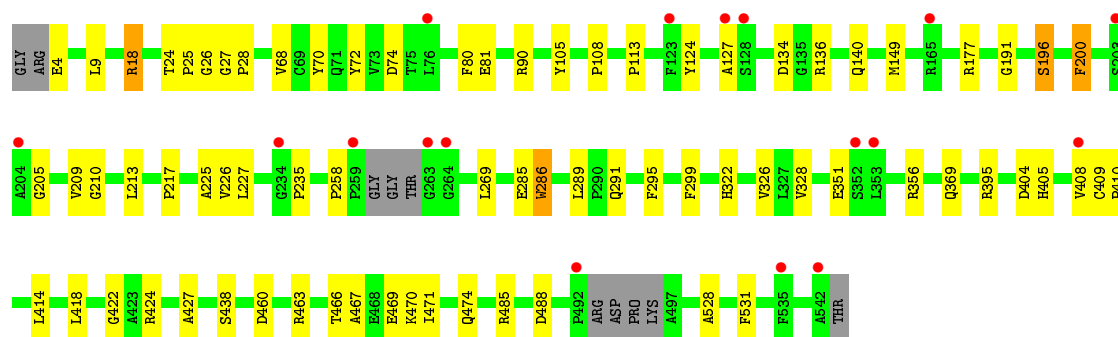 GLY ARG E4 L9 R18 T24 P25 G26 G27 P28 V68 C69 Y70 Q71 Y72 V73 D74 T75 L76 F80 E81 R90 Y105 P108 P113 F123 Y124 A127 S128 D134 G135 R136 Q140 M149 R165 R177 G191 S196 F200 S203
A204 G205 V209 G210 L213 P217 A225 V226 L227 G234 P235 P258 P259 GLY GLY THR G263 G264 L269 E285 W286 L289 P290 Q291 F295 F299 H322 V326 L327 V328 E351 S352 L353 R356 Q369 R395 D404 H405 V408 C409 P410
L414 L418 G422 A423 R424 A427 S438 D460 R463 T466 A467 E468 E469 K470 I471 Q474 R485 D488 P492 ARG ASP PRO LYS A497 A528 F531 F535 A542 THR